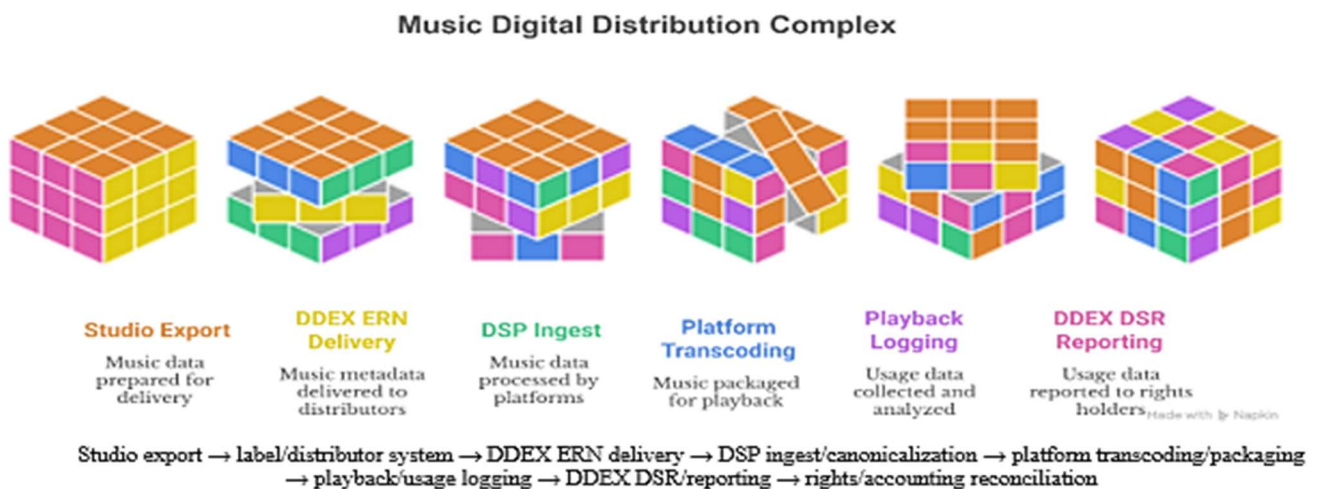 Music Digital Distribution Complex
Studio Export
Music data
prepared for
delivery
DDEX ERN
Delivery
Music metadata
delivered to
distributors
DSP Ingest
Music data
processed by
platforms
Platform
Transcoding
Music packaged
for playback
Playback
Logging
Usage data
collected and
analyzed
DDEX DSR
Reporting
Usage data
reported to rights
holders
Made with Napkin
Studio export → label/distributor system → DDEX ERN delivery → DSP ingest/canonicalization → platform transcoding/packaging
→ playback/usage logging → DDEX DSR/reporting → rights/accounting reconciliation